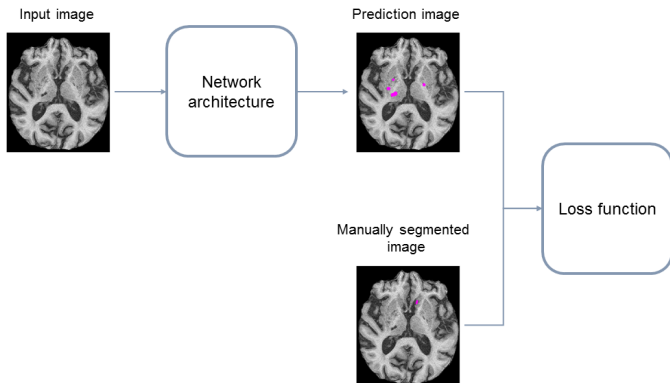 Input image
Prediction image
Network
architecture
Loss function
Manually segmented
image